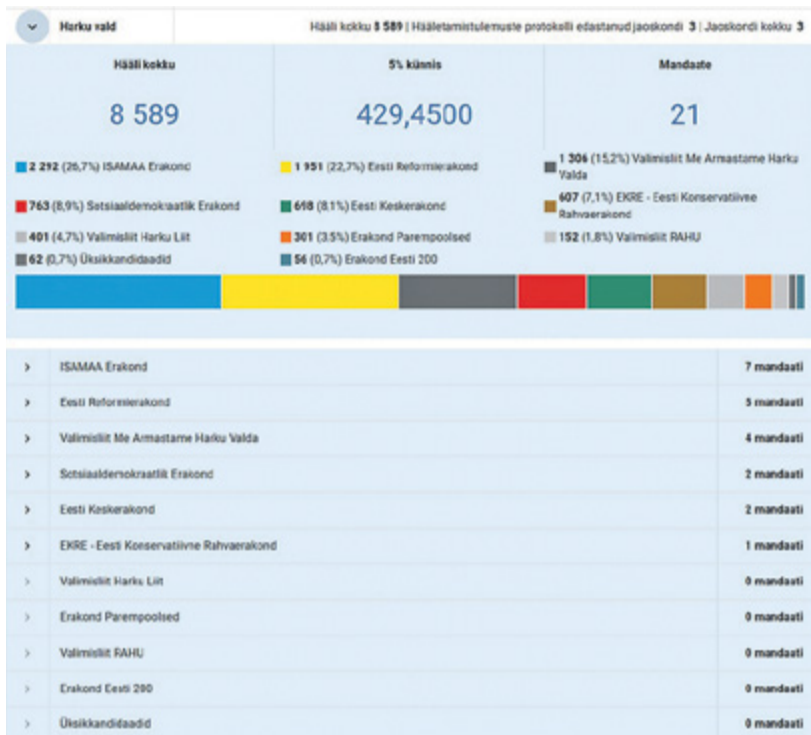 Harku vald
Hääli kokku 8 589 | Hääletamistulemuste protokolli edastanud jaoskondi 3 | Jaoskondi kokku 3
Hääli kokku
5% künnis
Mandaate
8 589
429,4500
21
2 292 (26,7%) ISAMAA Erakond
1 951 (22,7%) Eesti Reformierakond
1 306 (15,2%) Valimisliit Me Armastame Harku
Valda
763 (8,9%) Sotsiaaldemokraatlik Erakond
698 (8,1%) Eesti Keskerakond
607 (7,1%) EKRE - Eesti Konservatiivne
Rahvaerakond
401 (4,7%) Valimisliit Harku Liit
301 (3.5%) Erakond Parempoolsed
152 (1,8%) Valimisliit RAHU
62 (0,7%) Üksikkandidaadid
56 (0,7%) Erakond Eesti 200
ISAMAA Erakond 7 mandaati
Eesti Reformierakond 5 mandaati
Valimisliit Me Armastame Harku Valda 4 mandaati
Sotsiaaldemokraatlik Erakond 2 mandaati
Eesti Keskerakond 2 mandaati
EKRE - Eesti Konservatiivne Rahvaerakond 1 mandaati
Valimisliit Harku Liit 0 mandaati
Erakond Parempoolsed 0 mandaati
Valimisliit RAHU 0 mandaati
Erakond Eesti 200 0 mandaati
Üksikkandidaadid 0 mandaati